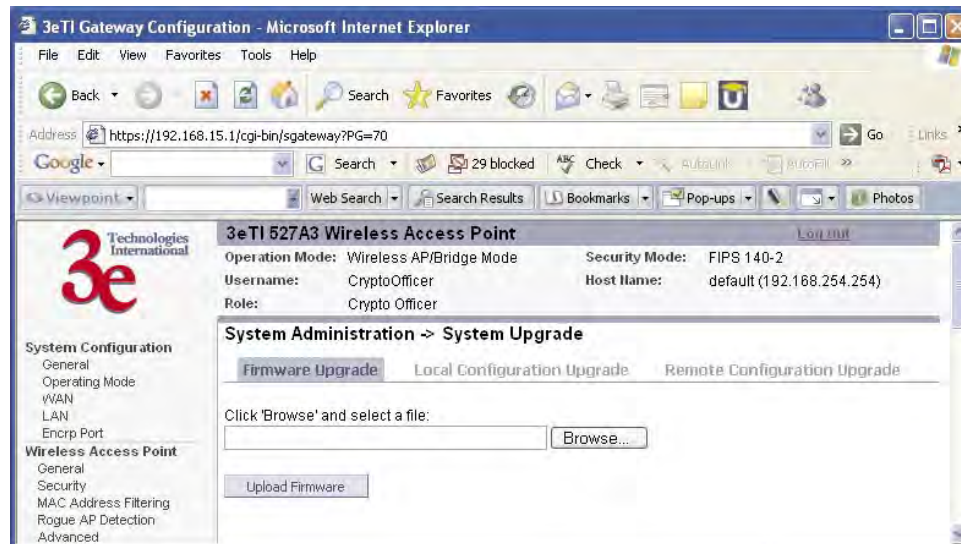 3eTI Gateway Configuration - Microsoft Internet Explorer
File Edit View Favorites Tools Help
Back Search Favorites
Address https://192.168.15.1/cgi-bin/sgateway?PG=70 Go Links »
Google G Search 29 blocked ABC Check AutoLink AutoFill »
Viewpoint Web Search Search Results Bookmarks Pop-ups Photos
3e Technologies International
3eTI 527A3 Wireless Access Point Log out
Operation Mode: Wireless AP/Bridge Mode Security Mode: FIPS 140-2
Username: CryptoOfficer Host Name: default (192.168.254.254)
Role: Crypto Officer
System Administration -> System Upgrade
Firmware Upgrade Local Configuration Upgrade Remote Configuration Upgrade
Click 'Browse' and select a file:
Browse...
Upload Firmware
System Configuration
General
Operating Mode
WAN
LAN
Encrp Port
Wireless Access Point
General
Security
MAC Address Filtering
Rogue AP Detection
Advanced